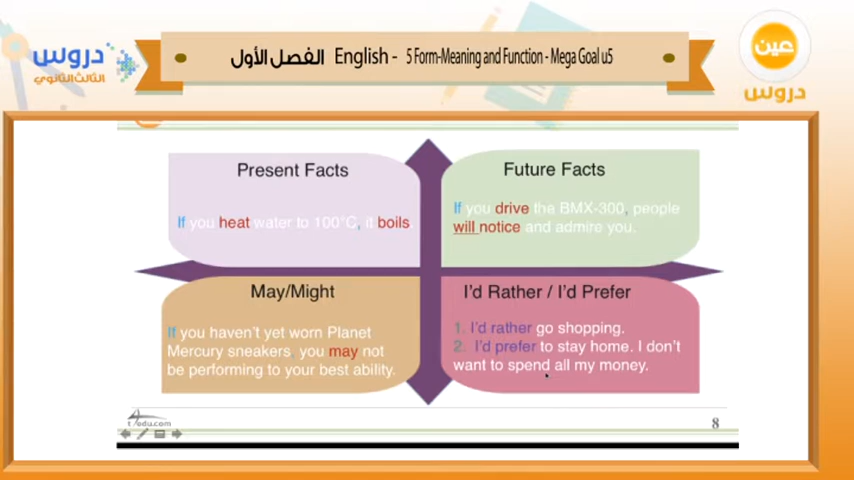 دروس
الثالث الثانوي
الفصل الأول English - 5 Form-Meaning and Function - Mega Goal u5
عين
دروس
Present Facts
If you heat water to 100°C, it boils
Future Facts
If you drive the BMX-300, people
will notice and admire you.
May/Might
If you haven't yet worn Planet
Mercury sneakers, you may not
be performing to your best ability.
I'd Rather / I'd Prefer
1. I'd rather go shopping.
2. I'd prefer to stay home. I don't
want to spend all my money.
8